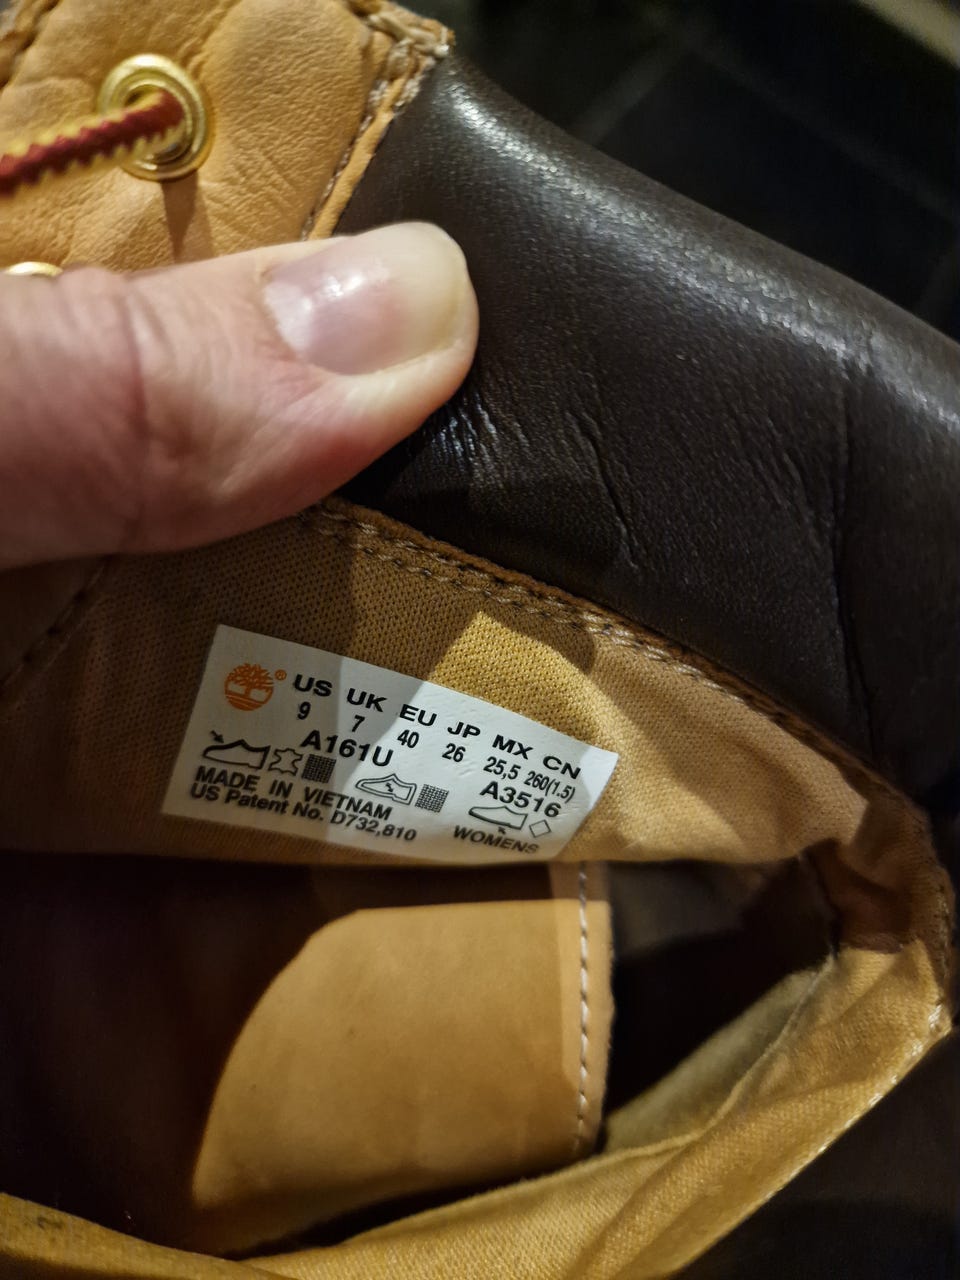 ® US UK EU JP MX CN
9 7 40 26 25,5 260(1.5)
A161U A3516
MADE IN VIETNAM
US Patent No. D732,810 WOMENS